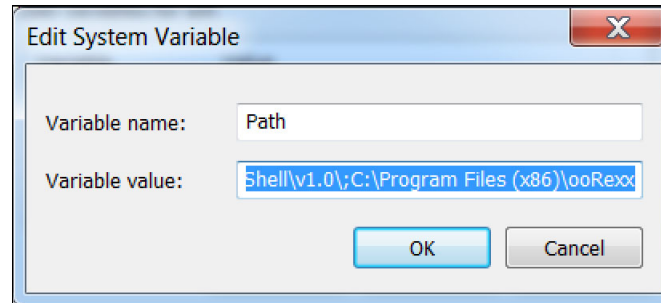 Edit System Variable
Variable name: Path
Variable value: Shell\v1.0\;C:\Program Files (x86)\ooRexx
OK Cancel